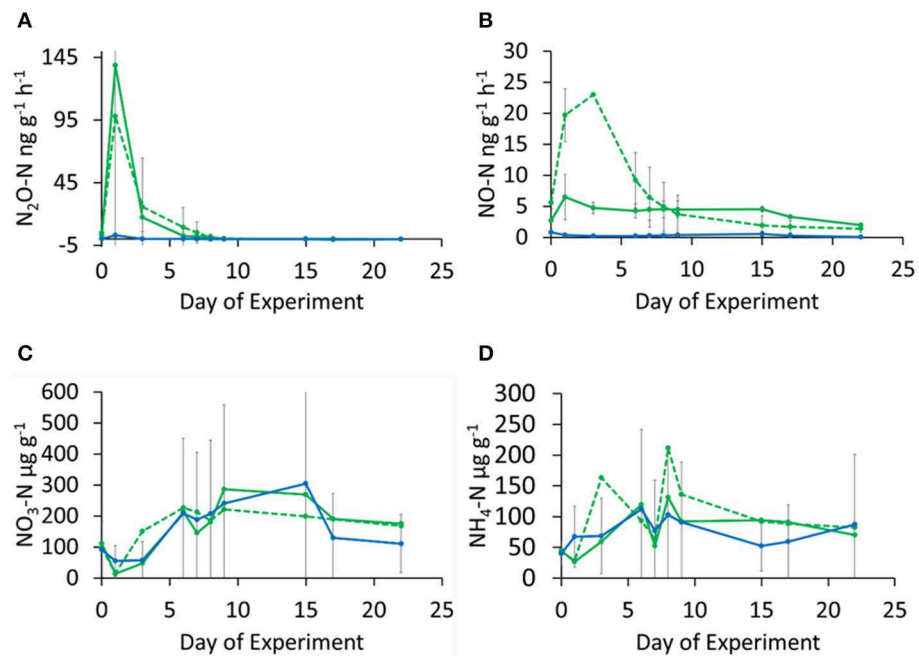 A
N₂O-N ng g⁻¹ h⁻¹
145
95
45
-5
0 5 10 15 20 25
Day of Experiment
B
NO-N ng g⁻¹ h⁻¹
30
25
20
15
10
5
0
0 5 10 15 20 25
Day of Experiment
C
NO₃-N µg g⁻¹
600
500
400
300
200
100
0
0 5 10 15 20 25
Day of Experiment
D
NH₄-N µg g⁻¹
300
250
200
150
100
50
0
0 5 10 15 20 25
Day of Experiment